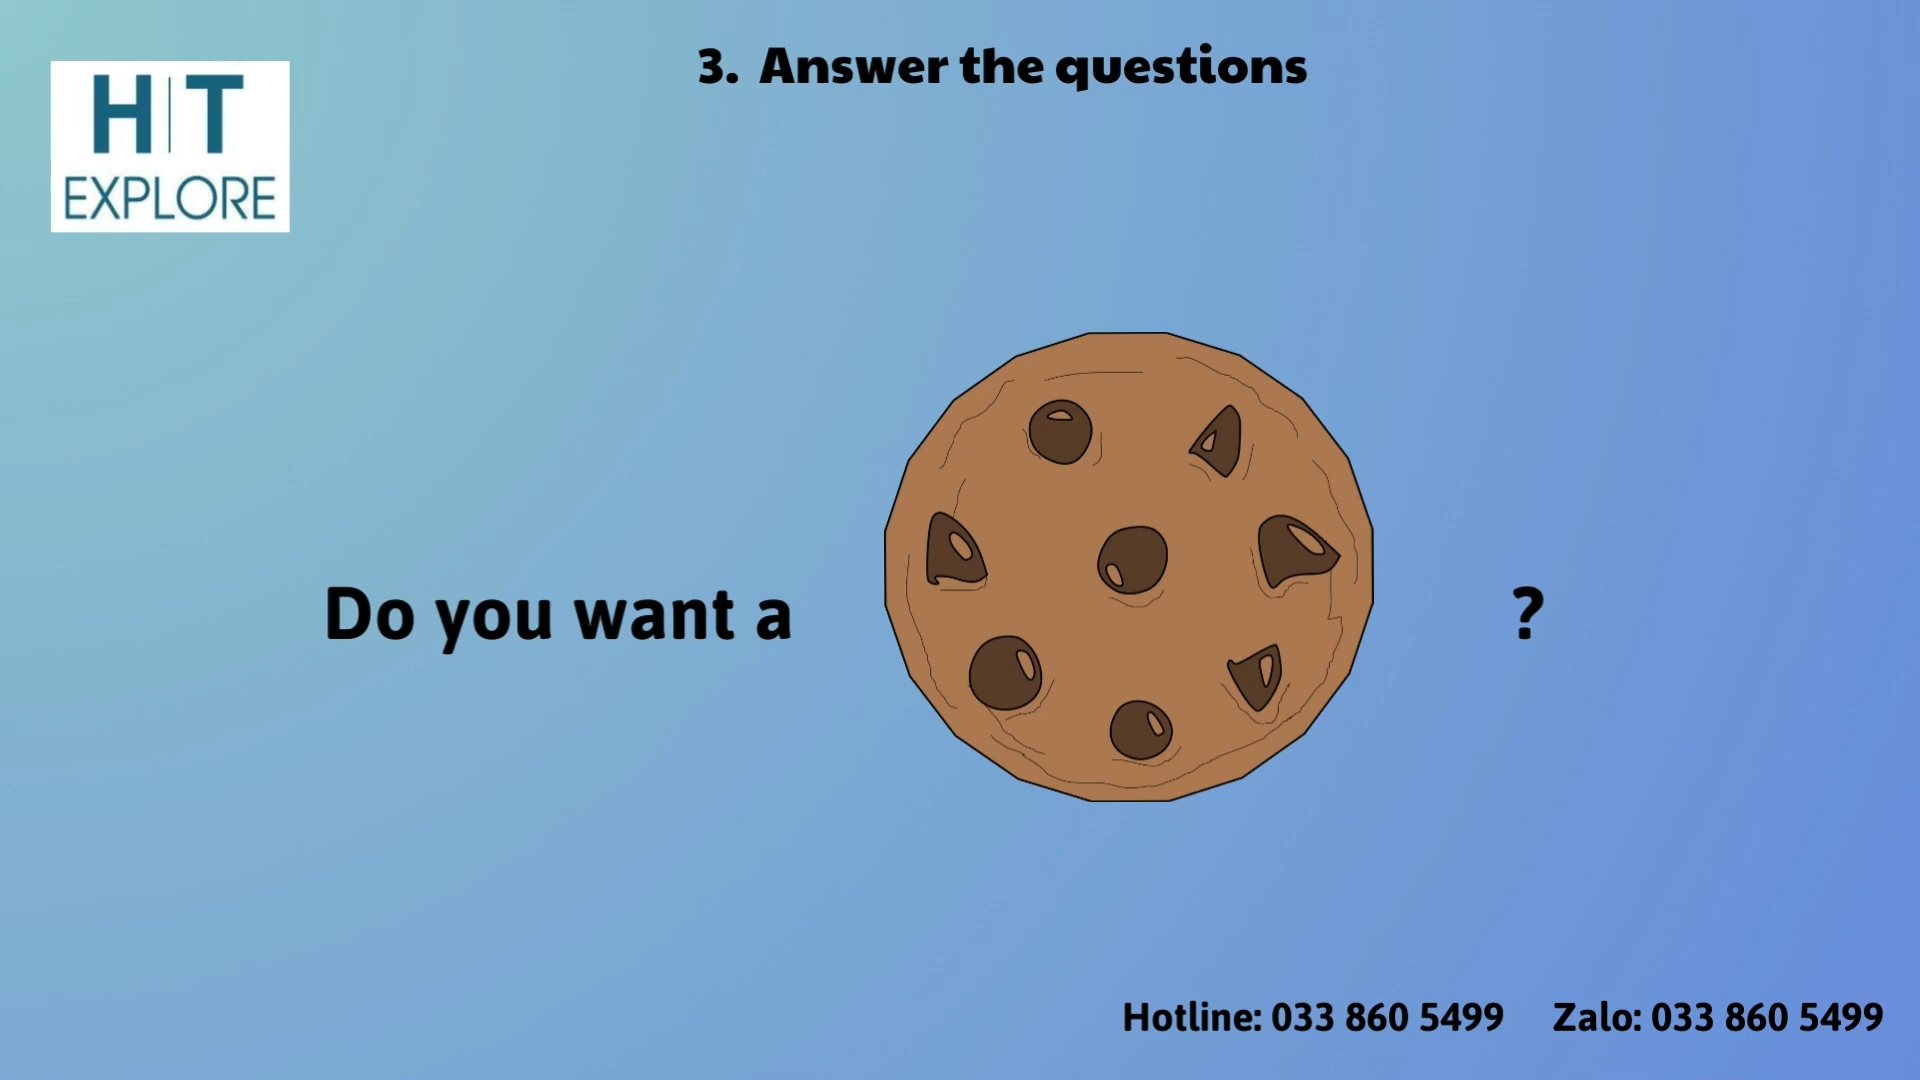 3. Answer the questions
H|T
EXPLORE
Do you want a ?
Hotline: 033 860 5499 Zalo: 033 860 5499